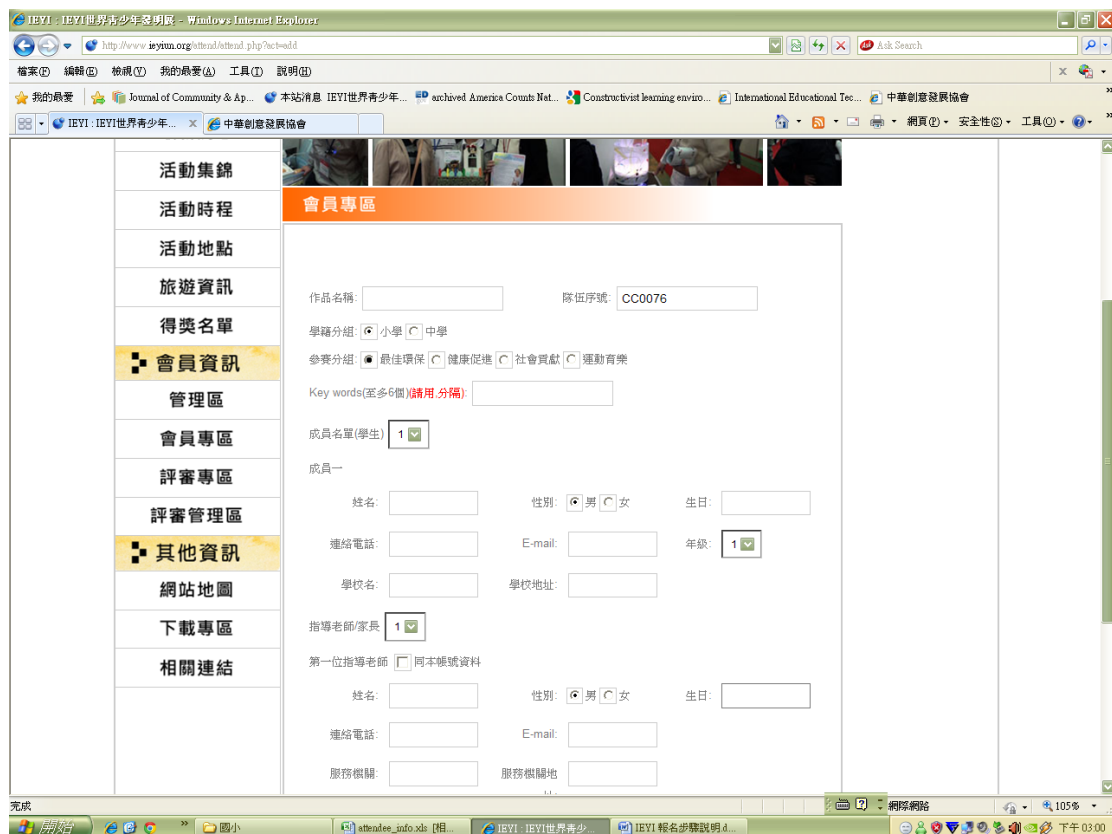 IEYI : IEYI世界青少年發明展 - Windows Internet Explorer
http://www.ieyiun.org/attend/attend.php?act=add
Ask Search
檔案(F) 編輯(E) 檢視(V) 我的最愛(A) 工具(T) 說明(H)
我的最愛 Journal of Community & Ap... 本站消息 IEYI世界青少年... archived America Counts Nat... Constructivist learning enviro... International Educational Tec... 中華創意發展協會
IEYI : IEYI世界青少年... 中華創意發展協會 網頁(P) 安全性(S) 工具(O)
活動集錦
活動時程
活動地點
旅遊資訊
得獎名單
會員資訊
管理區
會員專區
評審專區
評審管理區
其他資訊
網站地圖
下載專區
相關連結
會員專區
作品名稱: 隊伍序號: CC0076
學籍分組: 小學 中學
參賽分組: 最佳環保 健康促進 社會貢獻 運動育樂
Key words(至多6個)(請用,分隔):
成員名單(學生) 1
成員一
姓名: 性別: 男 女 生日:
連絡電話: E-mail: 年級: 1
學校名: 學校地址:
指導老師/家長 1
第一位指導老師 同本帳號資料
姓名: 性別: 男 女 生日:
連絡電話: E-mail:
服務機關: 服務機關地
完成 網際網路 105%
開始 國小 attendee_info.xls [相... IEYI : IEYI世界青少... IEYI 報名步驟說明.d... 下午 03:00